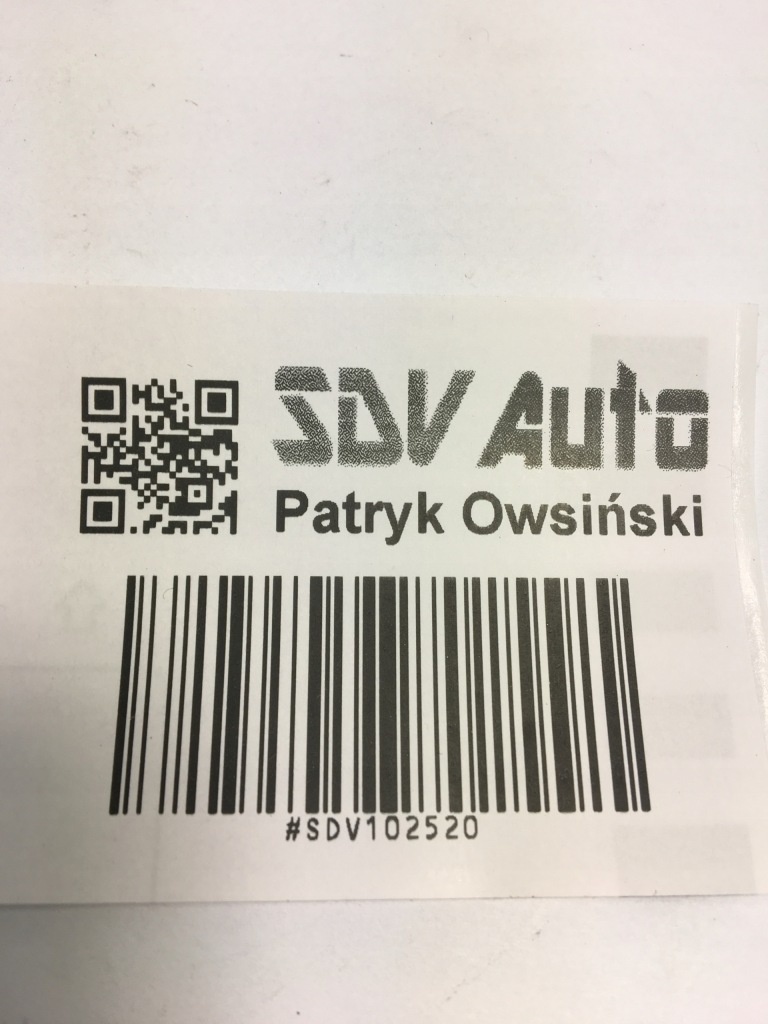 SDV Auto
Patryk Owsiński
#SDV102520